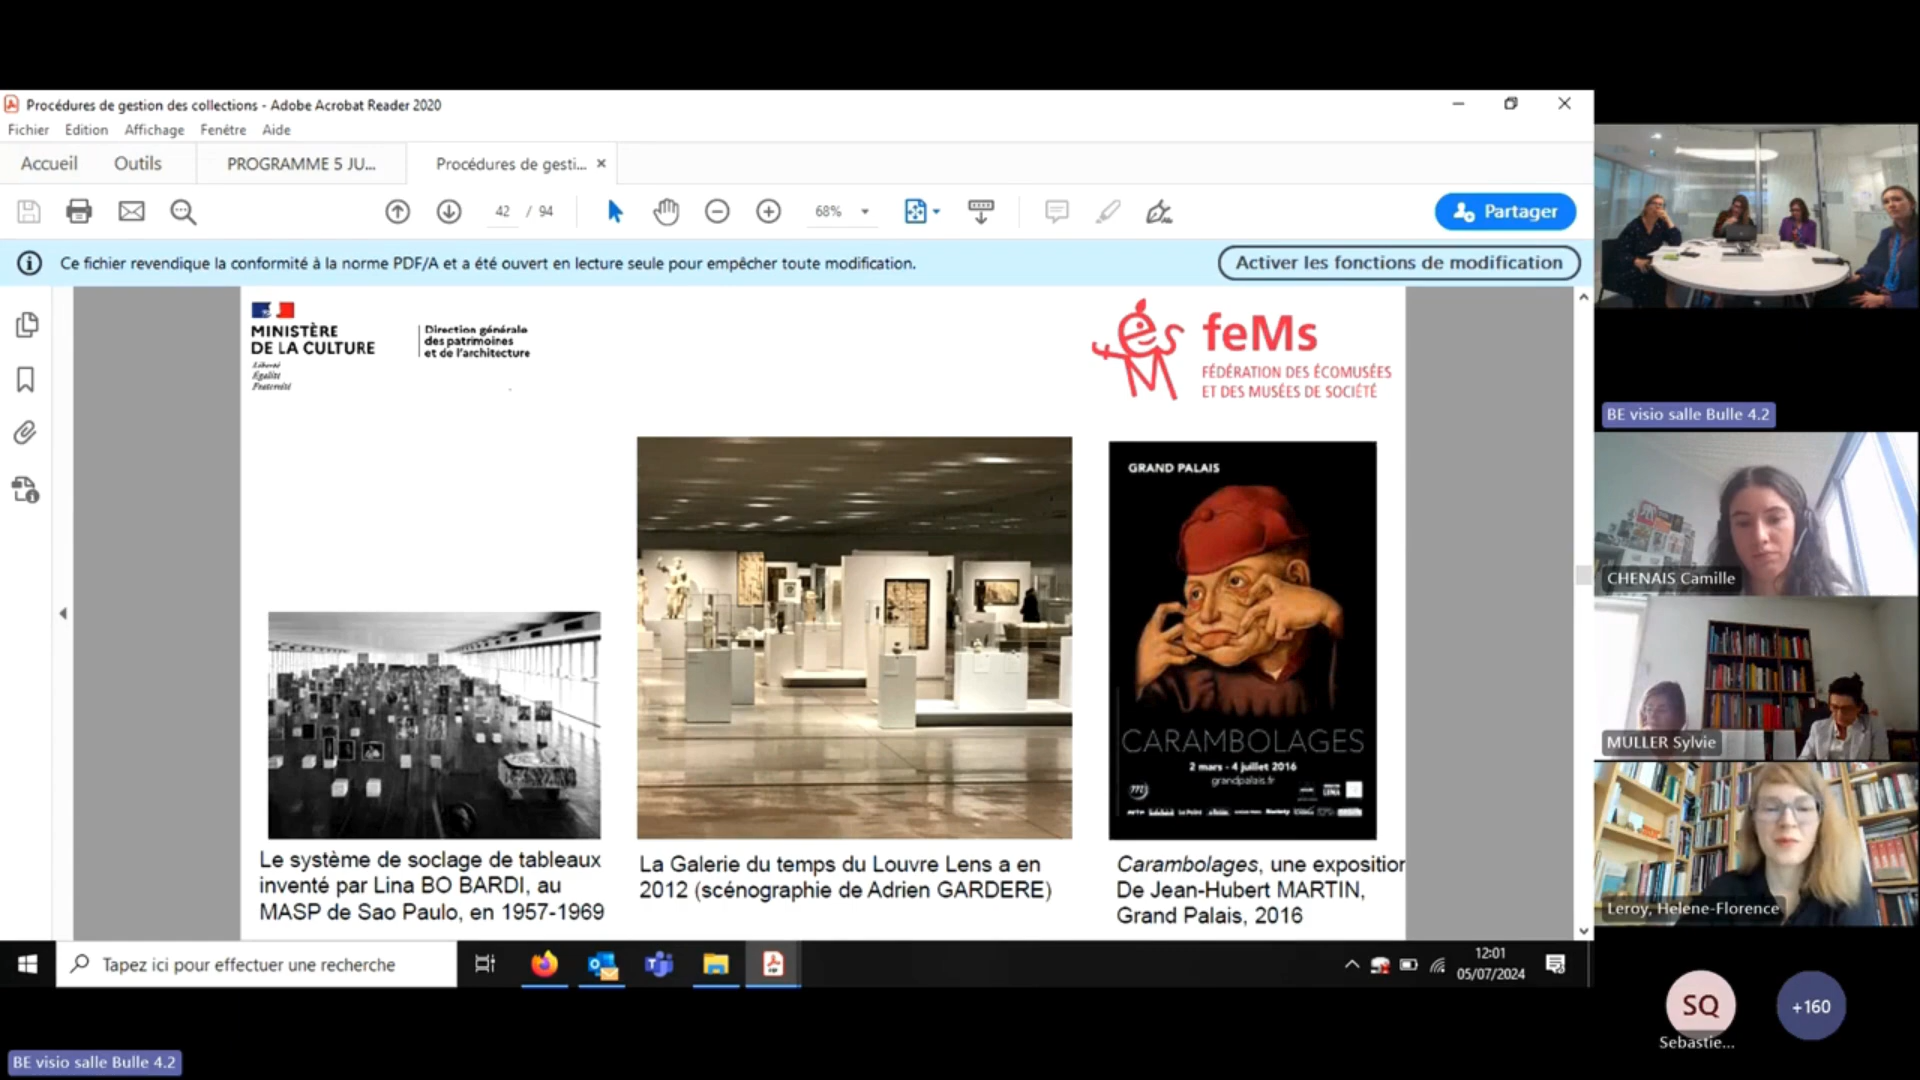 Procédures de gestion des collections - Adobe Acrobat Reader 2020
Fichier Edition Affichage Fenêtre Aide
Accueil Outils PROGRAMME 5 JU... Procédures de gesti... ×
42 / 94 68% Partager
Ce fichier revendique la conformité à la norme PDF/A et a été ouvert en lecture seule pour empêcher toute modification. Activer les fonctions de modification
MINISTÈRE
DE LA CULTURE
Liberté
Égalité
Fraternité
Direction générale
des patrimoines
et de l'architecture
feMs
FÉDÉRATION DES ÉCOMUSÉES
ET DES MUSÉES DE SOCIÉTÉ
GRAND PALAIS
CARAMBOLAGES
2 mars - 4 juillet 2016
grandpalais.fr
Le système de soclage de tableaux
inventé par Lina BO BARDI, au
MASP de Sao Paulo, en 1957-1969
La Galerie du temps du Louvre Lens a en
2012 (scénographie de Adrien GARDERE)
Carambolages, une exposition
De Jean-Hubert MARTIN,
Grand Palais, 2016
BE visio salle Bulle 4.2
CHENAIS Camille
MULLER Sylvie
Leroy, Helene-Florence
Tapez ici pour effectuer une recherche
12:01
05/07/2024
SQ
Sebastie...
+160
BE visio salle Bulle 4.2